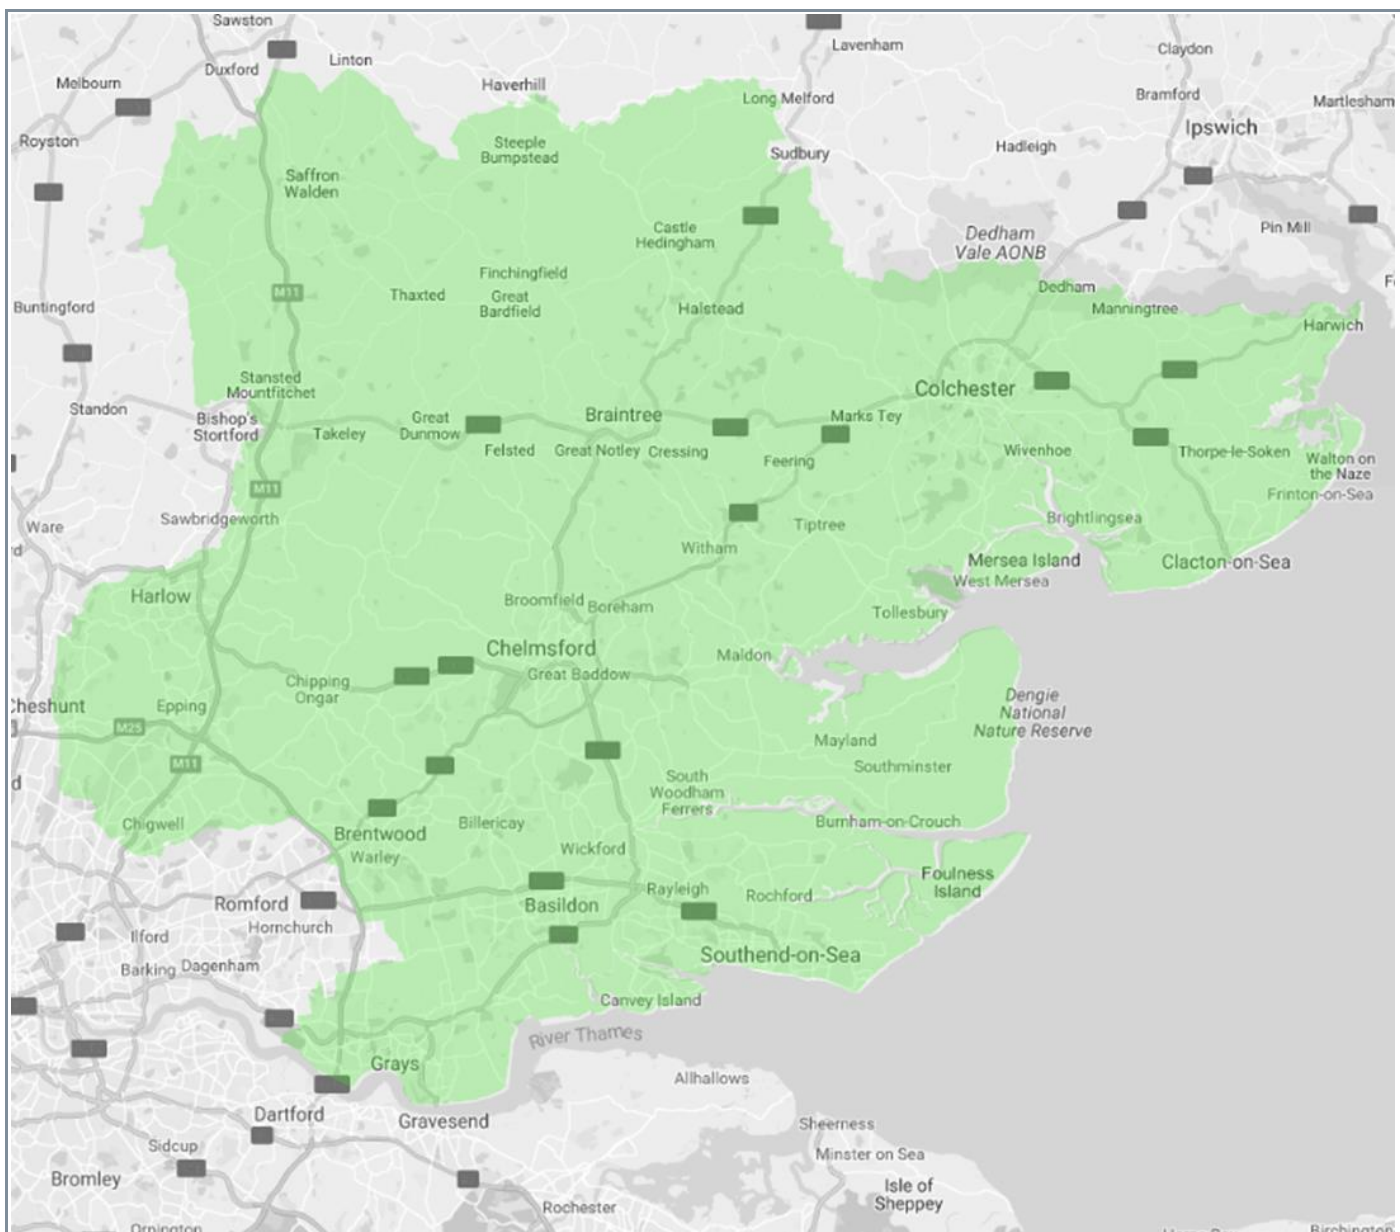 Sawston
Lavenham
Claydon
Linton
Duxford
Melbourn
Haverhill
Bramford
Long Melford
Martlesham
Ipswich
Royston
Steeple
Bumpstead
Hadleigh
Sudbury
Saffron
Walden
Castle
Hedingham
Dedham
Vale AONB
Pin Mill
Finchingfield
M11
Thaxted
Great
Bardfield
Dedham
Buntingford
Halstead
Manningtree
Harwich
Stansted
Mountfitchet
Colchester
Standon
Bishop's
Stortford
Great
Dunmow
Braintree
Marks Tey
Takeley
Felsted
Great Notley
Cressing
Feering
Wivenhoe
Thorpe-le-Soken
Walton on
the Naze
M11
Frinton-on-Sea
Sawbridgeworth
Ware
Tiptree
Brightlingsea
Witham
Mersea Island
Clacton-on-Sea
West Mersea
Harlow
Broomfield
Boreham
Tollesbury
Chelmsford
Maldon
Great Baddow
Chipping
Ongar
Dengie
National
Nature Reserve
Cheshunt
Epping
M25
Mayland
M11
Southminster
South
Woodham
Ferrers
Chigwell
Brentwood
Billericay
Burnham-on-Crouch
Warley
Wickford
Foulness
Island
Rayleigh
Rochford
Romford
Basildon
Hornchurch
Ilford
Southend-on-Sea
Barking
Dagenham
Canvey Island
River Thames
Grays
Allhallows
Dartford
Gravesend
Sheerness
Sidcup
Minster on Sea
Bromley
Isle of
Sheppey
Rochester
Orpington
Birchington